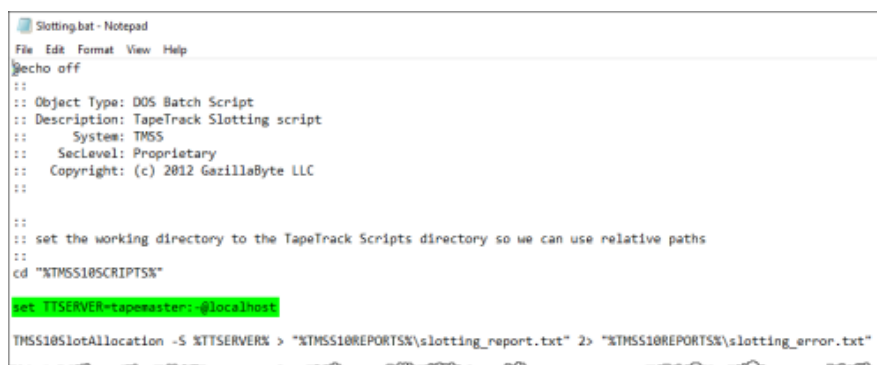 Slotting.bat - Notepad
File Edit Format View Help
@echo off
::
:: Object Type: DOS Batch Script
:: Description: TapeTrack Slotting script
:: System: TMSS
:: SecLevel: Proprietary
:: Copyright: (c) 2012 GazillaByte LLC
::
::
:: set the working directory to the TapeTrack Scripts directory so we can use relative paths
::
cd "%TMSS10SCRIPTS%"
set TTSERVER=tapemaster:-@localhost
TMSS10SlotAllocation -S %TTSERVER% > "%TMSS10REPORTS%\slotting_report.txt" 2> "%TMSS10REPORTS%\slotting_error.txt"